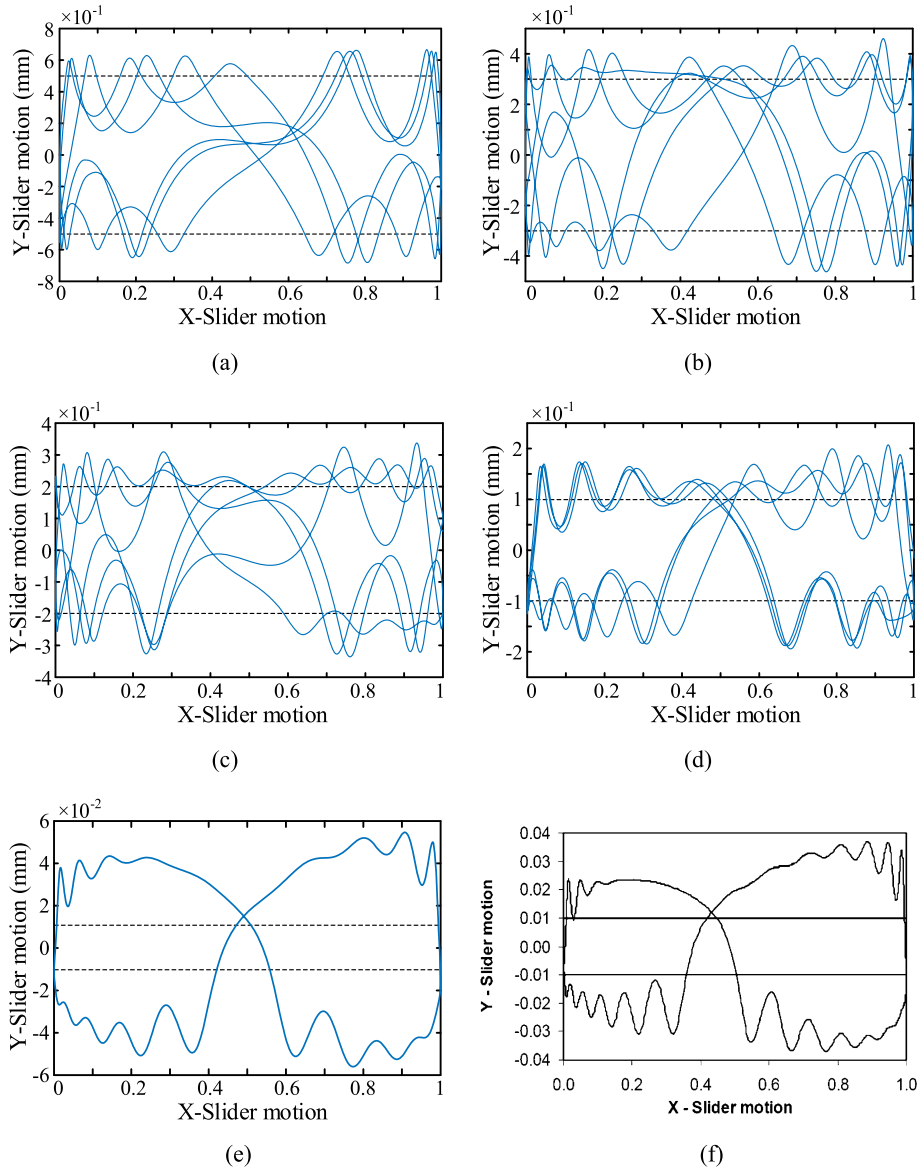 ×10⁻¹
8
6
4
2
0
-2
-4
-6
-8
Y-Slider motion (mm)
0 0.2 0.4 0.6 0.8 1
X-Slider motion
(a)
×10⁻¹
4
2
0
-2
-4
Y-Slider motion (mm)
0 0.2 0.4 0.6 0.8 1
X-Slider motion
(b)
×10⁻¹
4
3
2
1
0
-1
-2
-3
-4
Y-Slider motion (mm)
0 0.2 0.4 0.6 0.8 1
X-Slider motion
(c)
×10⁻¹
2
1
0
-1
-2
Y-Slider motion (mm)
0 0.2 0.4 0.6 0.8 1
X-Slider motion
(d)
×10⁻²
6
4
2
0
-2
-4
-6
Y-Slider motion (mm)
0 0.2 0.4 0.6 0.8 1
X-Slider motion
(e)
0.04
0.03
0.02
0.01
0.00
-0.01
-0.02
-0.03
-0.04
Y - Slider motion
0.0 0.2 0.4 0.6 0.8 1.0
X - Slider motion
(f)